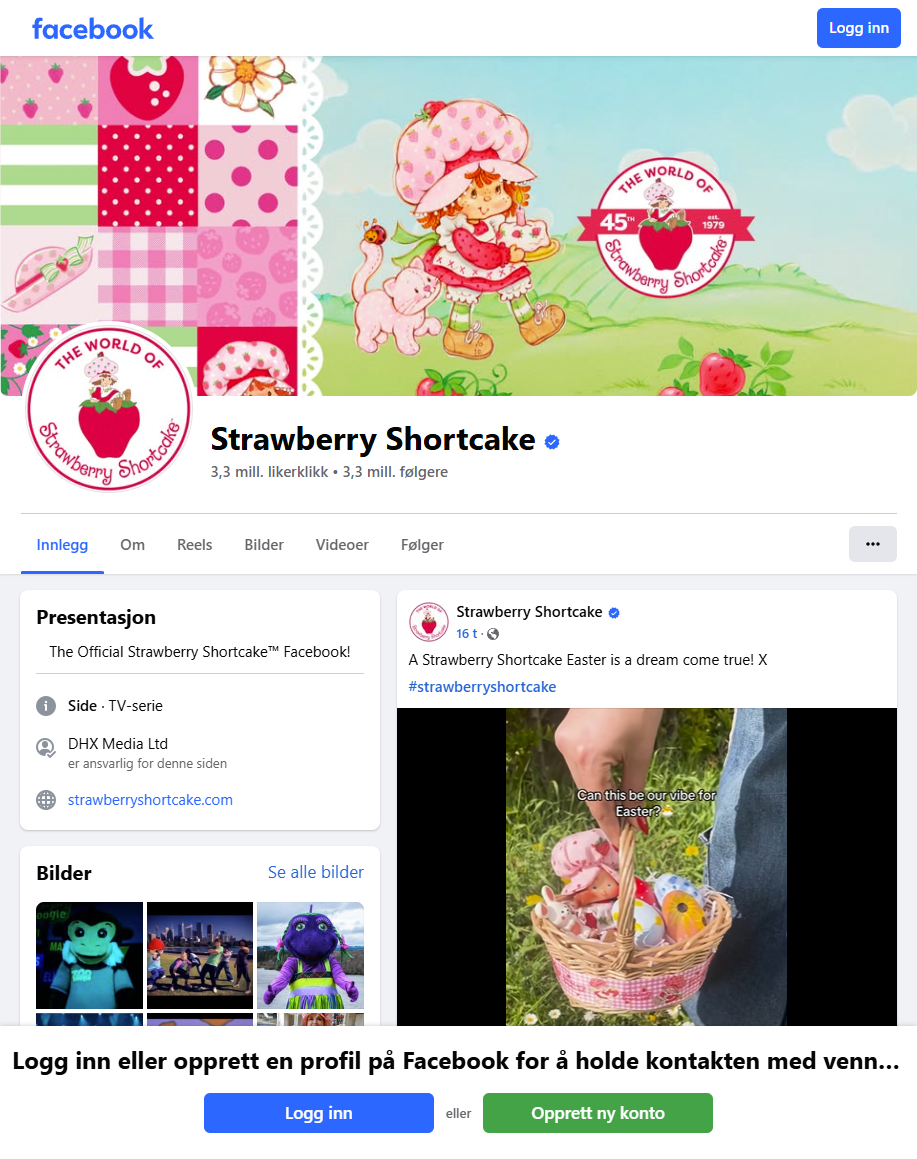 facebook
Logg inn
THE WORLD OF
45TH
est.
1979
Strawberry Shortcake
THE WORLD OF
Strawberry Shortcake
Strawberry Shortcake
3,3 mill. likerklikk • 3,3 mill. følgere
Innlegg
Om
Reels
Bilder
Videoer
Følger
Presentasjon
The Official Strawberry Shortcake™ Facebook!
Side · TV-serie
DHX Media Ltd
er ansvarlig for denne siden
strawberryshortcake.com
Bilder
Se alle bilder
Strawberry Shortcake
16 t ·
A Strawberry Shortcake Easter is a dream come true! X
#strawberryshortcake
Can this be our vibe for
Easter?🐣
Logg inn eller opprett en profil på Facebook for å holde kontakten med venn...
Logg inn
eller
Opprett ny konto